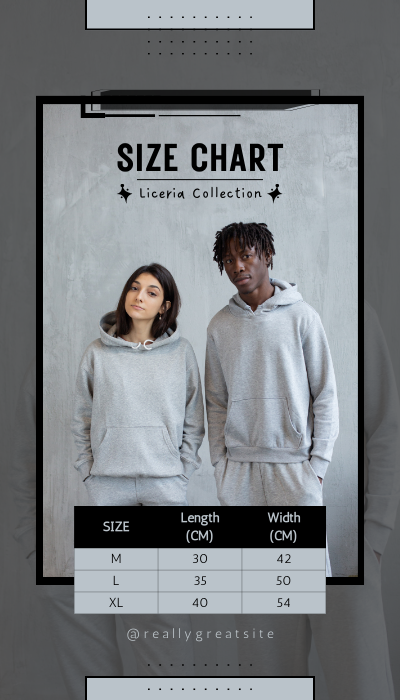 SIZE CHART
Liceria Collection
SIZE Length (CM) Width (CM)
M 30 42
L 35 50
XL 40 54
@reallygreatsite